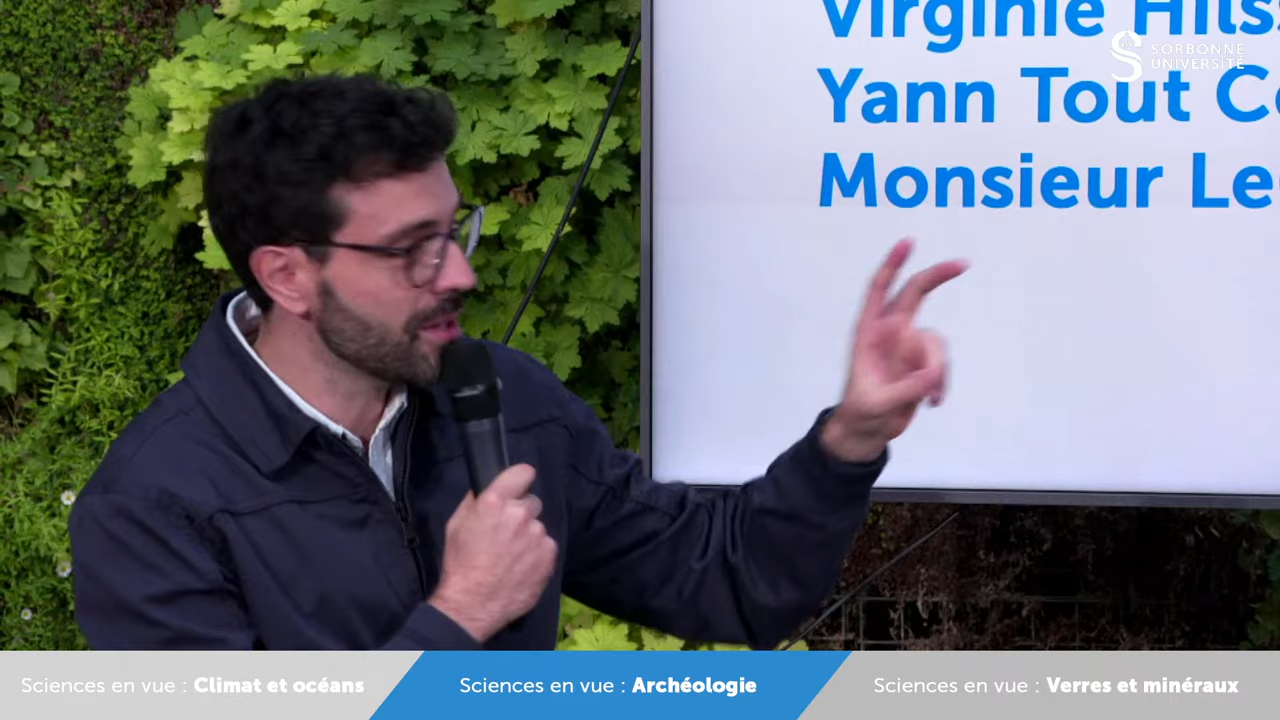 Virginie
SORBONNE
UNIVERSITÉ
Yann Tout
Monsieur
Sciences en vue : Climat et océans
Sciences en vue : Archéologie
Sciences en vue : Verres et minéraux